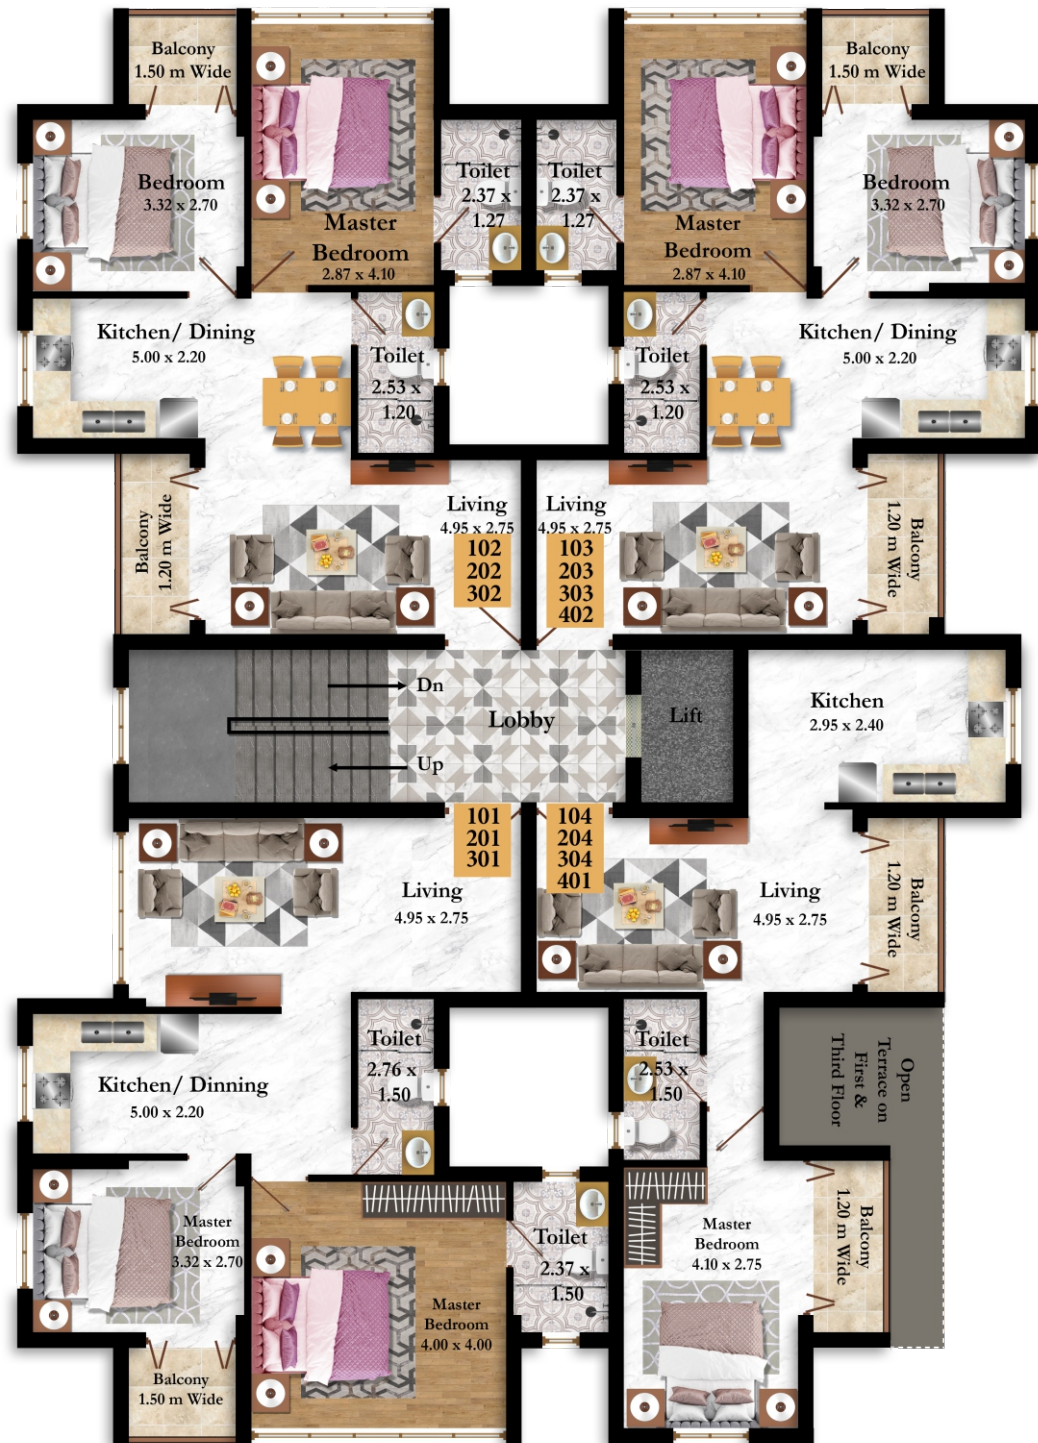 Balcony
1.50 m Wide
Bedroom
3.32 x 2.70
Master
Bedroom
2.87 x 4.10
Toilet
2.37 x
1.27
Toilet
2.37 x
1.27
Master
Bedroom
2.87 x 4.10
Balcony
1.50 m Wide
Bedroom
3.32 x 2.70
Kitchen/ Dining
5.00 x 2.20
Toilet
2.53 x
1.20
Toilet
2.53 x
1.20
Kitchen/ Dining
5.00 x 2.20
Balcony
1.20 m Wide
Living
4.95 x 2.75
102
202
302
Living
4.95 x 2.75
103
203
303
402
Balcony
1.20 m Wide
Dn
Up
Lobby
Lift
Kitchen
2.95 x 2.40
101
201
301
104
204
304
401
Living
4.95 x 2.75
Living
4.95 x 2.75
Balcony
1.20 m Wide
Kitchen/ Dinning
5.00 x 2.20
Toilet
2.76 x
1.50
Toilet
2.53 x
1.50
Open
Terrace on
First &
Third Floor
Master
Bedroom
3.32 x 2.70
Master
Bedroom
4.00 x 4.00
Toilet
2.37 x
1.50
Master
Bedroom
4.10 x 2.75
Balcony
1.20 m Wide
Balcony
1.50 m Wide